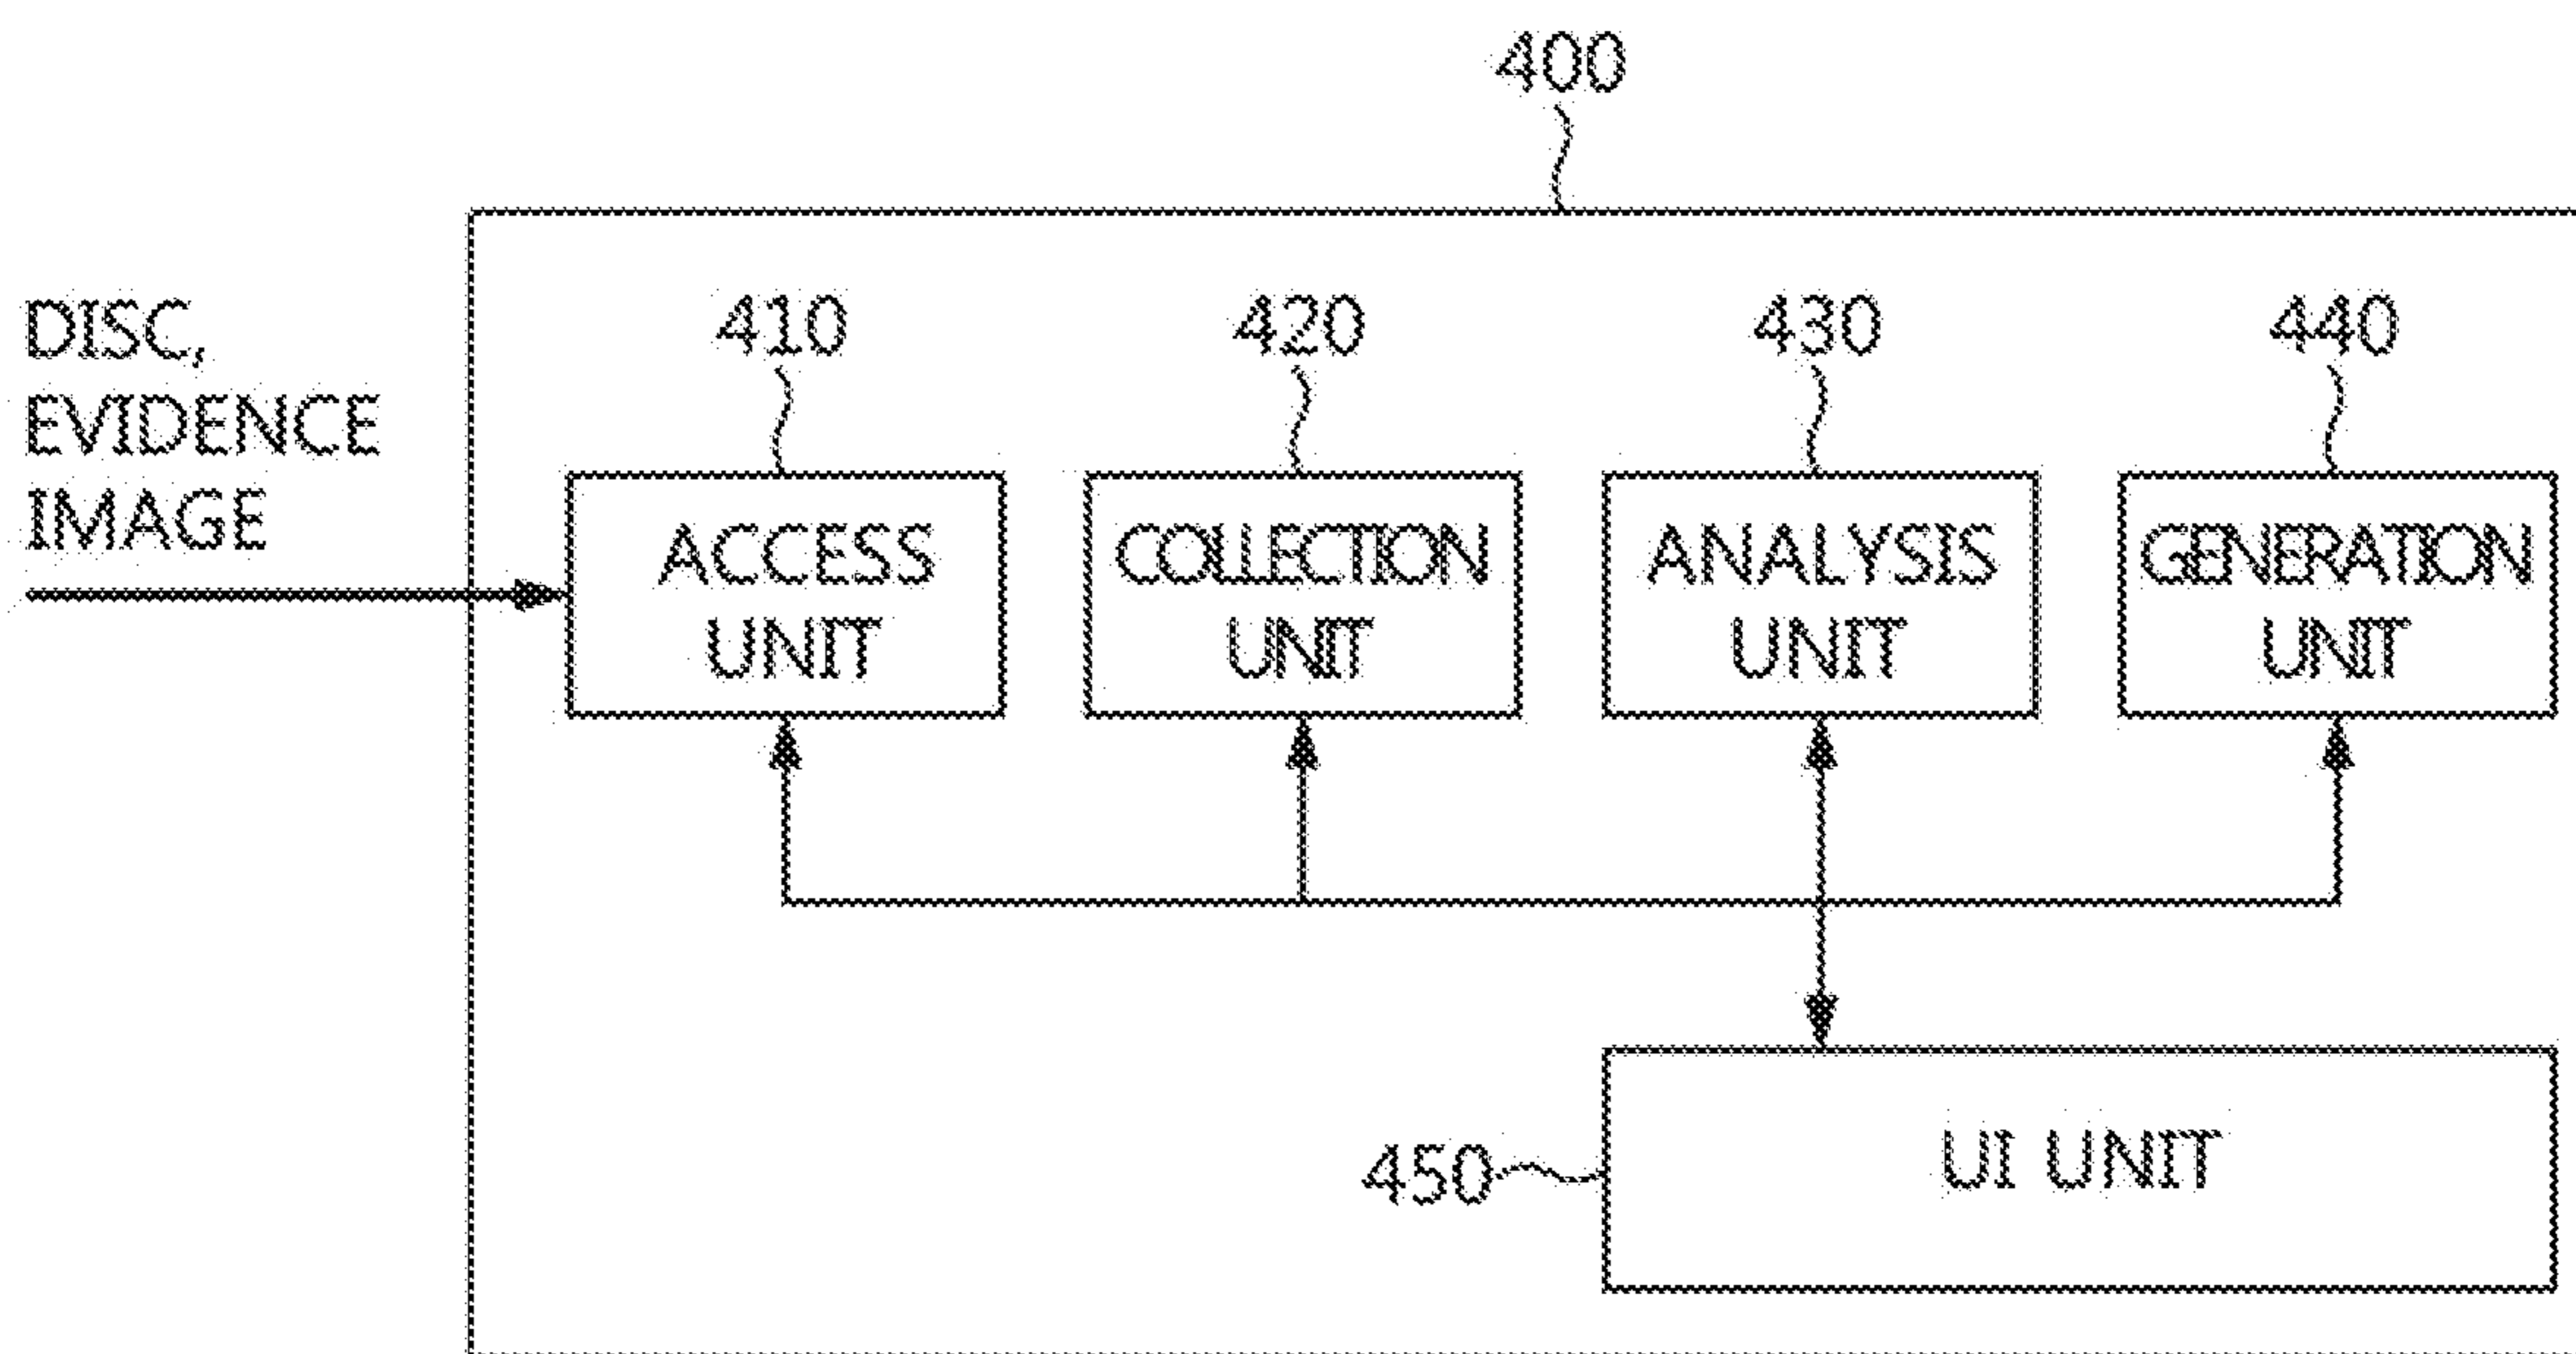 400
DISC,
EVIDENCE
IMAGE
410
420
430
440
ACCESS
UNIT
COLLECTION
UNIT
ANALYSIS
UNIT
GENERATION
UNIT
450
UI UNIT